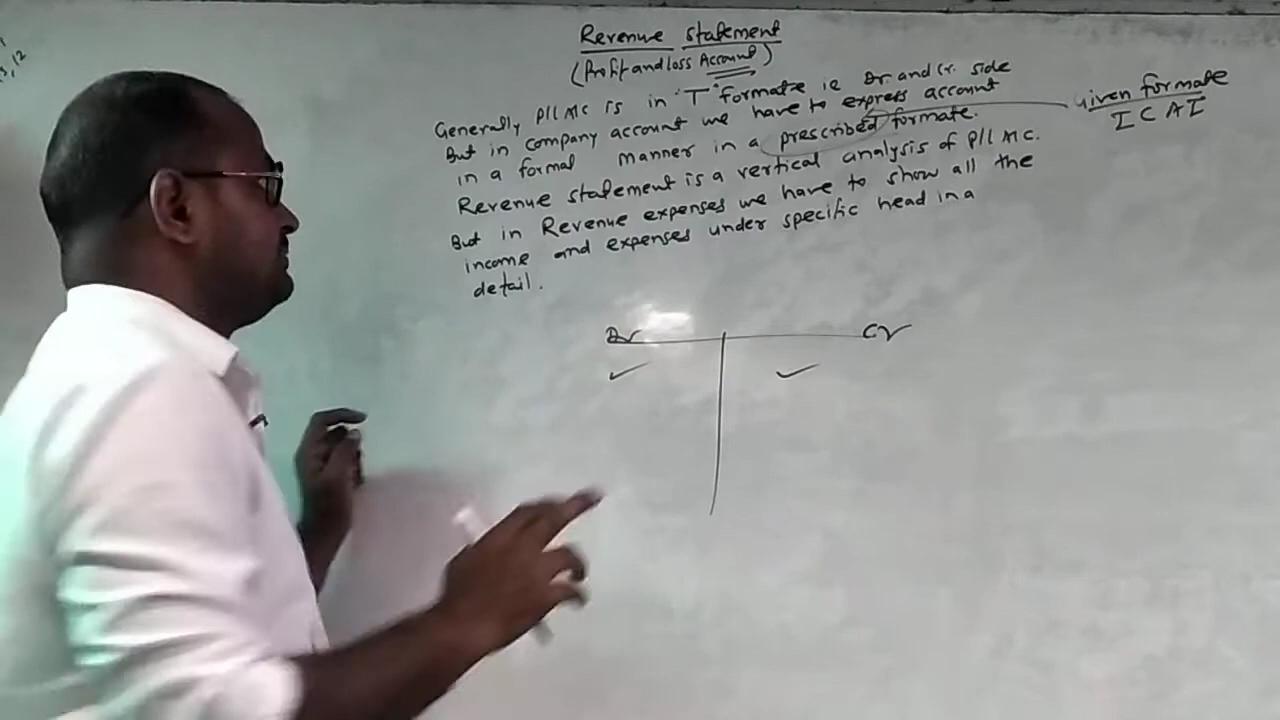 Revenue statement
(Profit and loss Account)
Generally P|L A|c is in "T" formate ie Dr and Cr. side
But in company account we have to express account
in a formal manner in a prescribed formate.
Given formate
ICAI
Revenue statement is a vertical analysis of P|L A|C.
But in Revenue expenses we have to show all the
income and expenses under specific head in a
detail.
Dr Cr